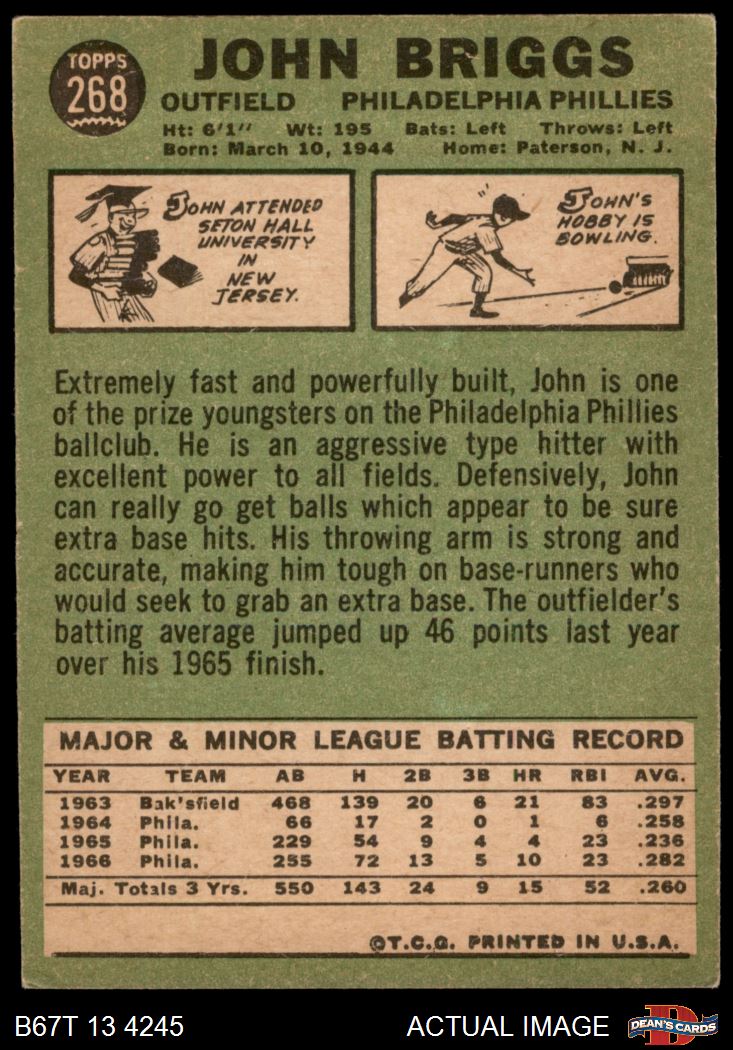 TOPPS
268
JOHN BRIGGS
OUTFIELD PHILADELPHIA PHILLIES
Ht: 6'1" Wt: 195 Bats: Left Throws: Left
Born: March 10, 1944 Home: Paterson, N. J.
JOHN ATTENDED
SETON HALL
UNIVERSITY
IN
NEW
JERSEY.
JOHN'S
HOBBY IS
BOWLING.
Extremely fast and powerfully built, John is one
of the prize youngsters on the Philadelphia Phillies
ballclub. He is an aggressive type hitter with
excellent power to all fields. Defensively, John
can really go get balls which appear to be sure
extra base hits. His throwing arm is strong and
accurate, making him tough on base-runners who
would seek to grab an extra base. The outfielder's
batting average jumped up 46 points last year
over his 1965 finish.
MAJOR & MINOR LEAGUE BATTING RECORD
YEAR TEAM AB H 2B 3B HR RBI AVG.
1963 Bak'sfield 468 139 20 6 21 83 .297
1964 Phila. 66 17 2 0 1 6 .258
1965 Phila. 229 54 9 4 4 23 .236
1966 Phila. 255 72 13 5 10 23 .282
Maj. Totals 3 Yrs. 550 143 24 9 15 52 .260
©T.C.G. PRINTED IN U.S.A.
B67T 13 4245 ACTUAL IMAGE
D
DEAN'S CARDS